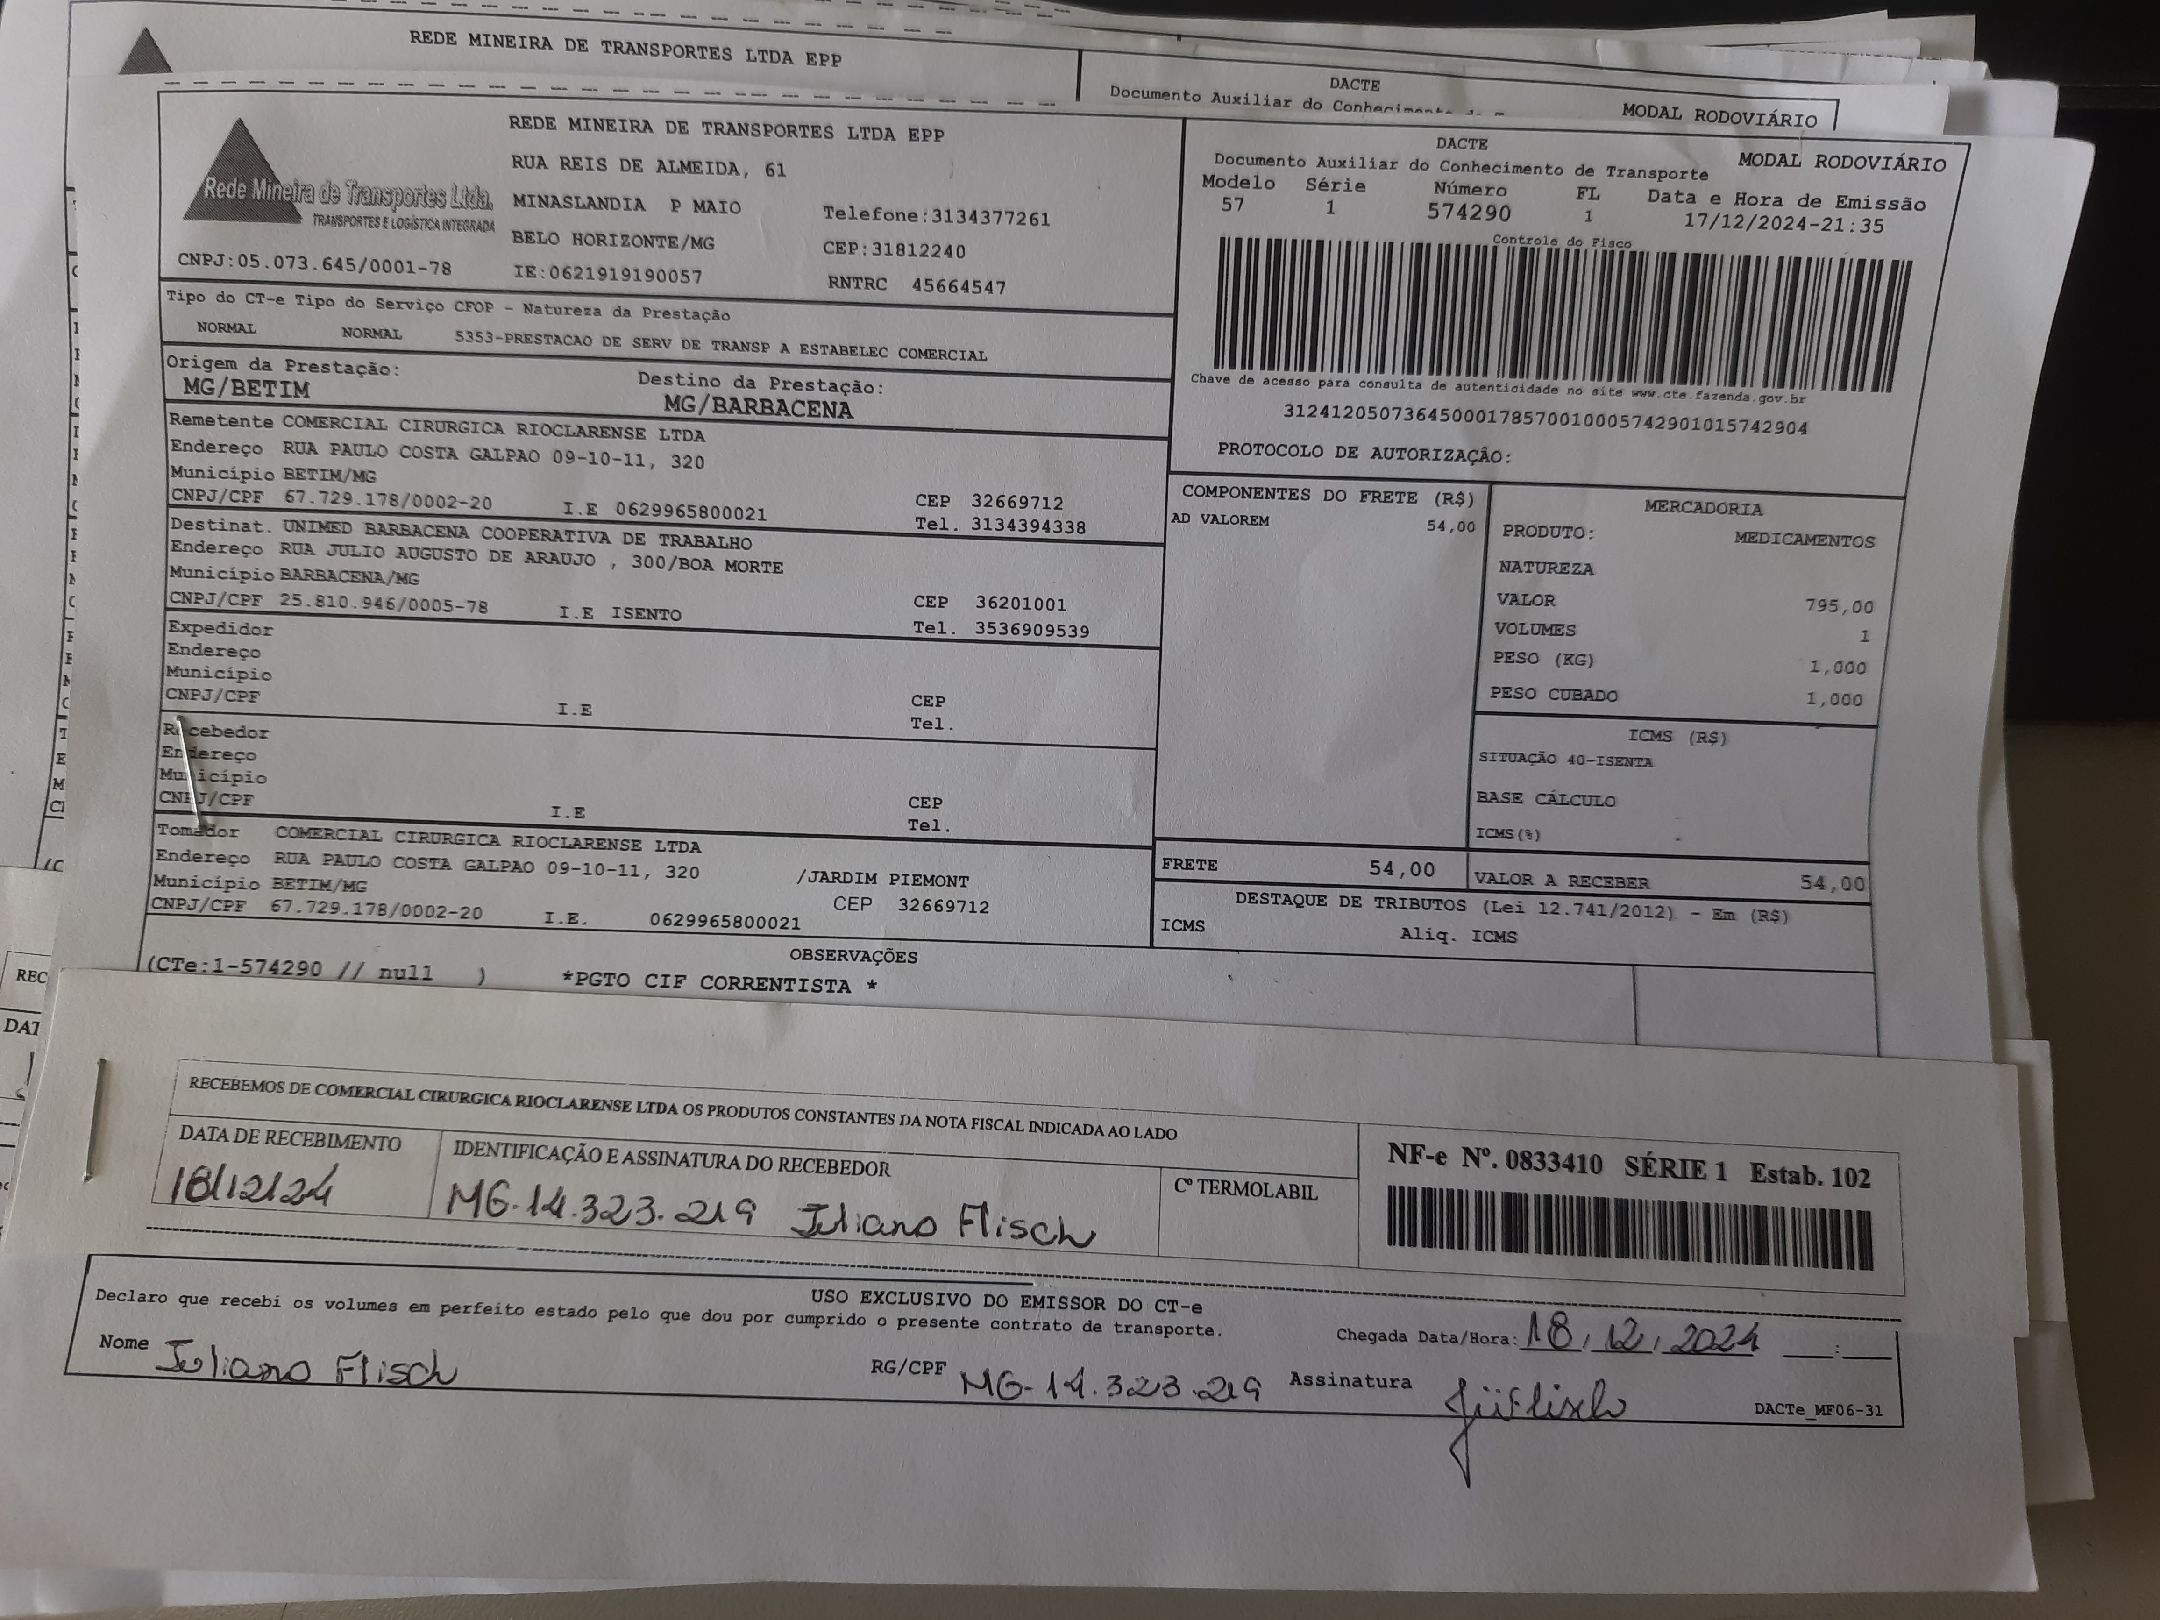 REDE MINEIRA DE TRANSPORTES LTDA EPP
DACTE
Documento Auxiliar do Conhecimento de
MODAL RODOVIÁRIO
Rede Mineira de Transportes Ltda.
TRANSPORTES E LOGÍSTICA INTEGRADA
CNPJ:05.073.645/0001-78
REDE MINEIRA DE TRANSPORTES LTDA EPP
RUA REIS DE ALMEIDA, 61
MINASLANDIA P MAIO Telefone:3134377261
BELO HORIZONTE/MG CEP:31812240
IE:0621919190057 RNTRC 45664547
DACTE MODAL RODOVIÁRIO
Documento Auxiliar do Conhecimento de Transporte
Modelo Série Número FL Data e Hora de Emissão
57 1 574290 1 17/12/2024-21:35
Controle do Fisco
Chave de acesso para consulta de autenticidade no site www.cte.fazenda.gov.br
31241205073645000178570010005742901015742904
PROTOCOLO DE AUTORIZAÇÃO:
Tipo do CT-e Tipo do Serviço CFOP - Natureza da Prestação
NORMAL NORMAL 5353-PRESTACAO DE SERV DE TRANSP A ESTABELEC COMERCIAL
Origem da Prestação: Destino da Prestação:
MG/BETIM MG/BARBACENA
Remetente COMERCIAL CIRURGICA RIOCLARENSE LTDA
Endereço RUA PAULO COSTA GALPAO 09-10-11, 320
Município BETIM/MG CEP 32669712
CNPJ/CPF 67.729.178/0002-20 I.E 0629965800021 Tel. 3134394338
Destinat. UNIMED BARBACENA COOPERATIVA DE TRABALHO
Endereço RUA JULIO AUGUSTO DE ARAUJO , 300/BOA MORTE
Município BARBACENA/MG CEP 36201001
CNPJ/CPF 25.810.946/0005-78 I.E ISENTO Tel. 3536909539
Expedidor
Endereço
Município CEP
CNPJ/CPF I.E Tel.
Recebedor
Endereço
Município CEP
CNPJ/CPF I.E Tel.
Tomador COMERCIAL CIRURGICA RIOCLARENSE LTDA
Endereço RUA PAULO COSTA GALPAO 09-10-11, 320 /JARDIM PIEMONT
Município BETIM/MG CEP 32669712
CNPJ/CPF 67.729.178/0002-20 I.E. 0629965800021
COMPONENTES DO FRETE (R$)
AD VALOREM 54,00
MERCADORIA
PRODUTO: MEDICAMENTOS
NATUREZA
VALOR 795,00
VOLUMES 1
PESO (KG) 1,000
PESO CUBADO 1,000
ICMS (R$)
SITUAÇÃO 40-ISENTA
BASE CÁLCULO
ICMS(%)
FRETE 54,00 VALOR A RECEBER 54,00
DESTAQUE DE TRIBUTOS (Lei 12.741/2012) - Em (R$)
ICMS Aliq. ICMS
OBSERVAÇÕES
(CTe:1-574290 // null ) *PGTO CIF CORRENTISTA *
RECEBEMOS DE COMERCIAL CIRURGICA RIOCLARENSE LTDA OS PRODUTOS CONSTANTES DA NOTA FISCAL INDICADA AO LADO
DATA DE RECEBIMENTO IDENTIFICAÇÃO E ASSINATURA DO RECEBEDOR Cº TERMOLABIL
18/12/24 MG-14.323.219 Juliano Flisch
NF-e Nº. 0833410 SÉRIE 1 Estab. 102
USO EXCLUSIVO DO EMISSOR DO CT-e
Declaro que recebi os volumes em perfeito estado pelo que dou por cumprido o presente contrato de transporte.
Chegada Data/Hora: 18/12/2024 __:__
Nome Juliano Flisch RG/CPF MG-14.323.219 Assinatura
DACTe_MF06-31